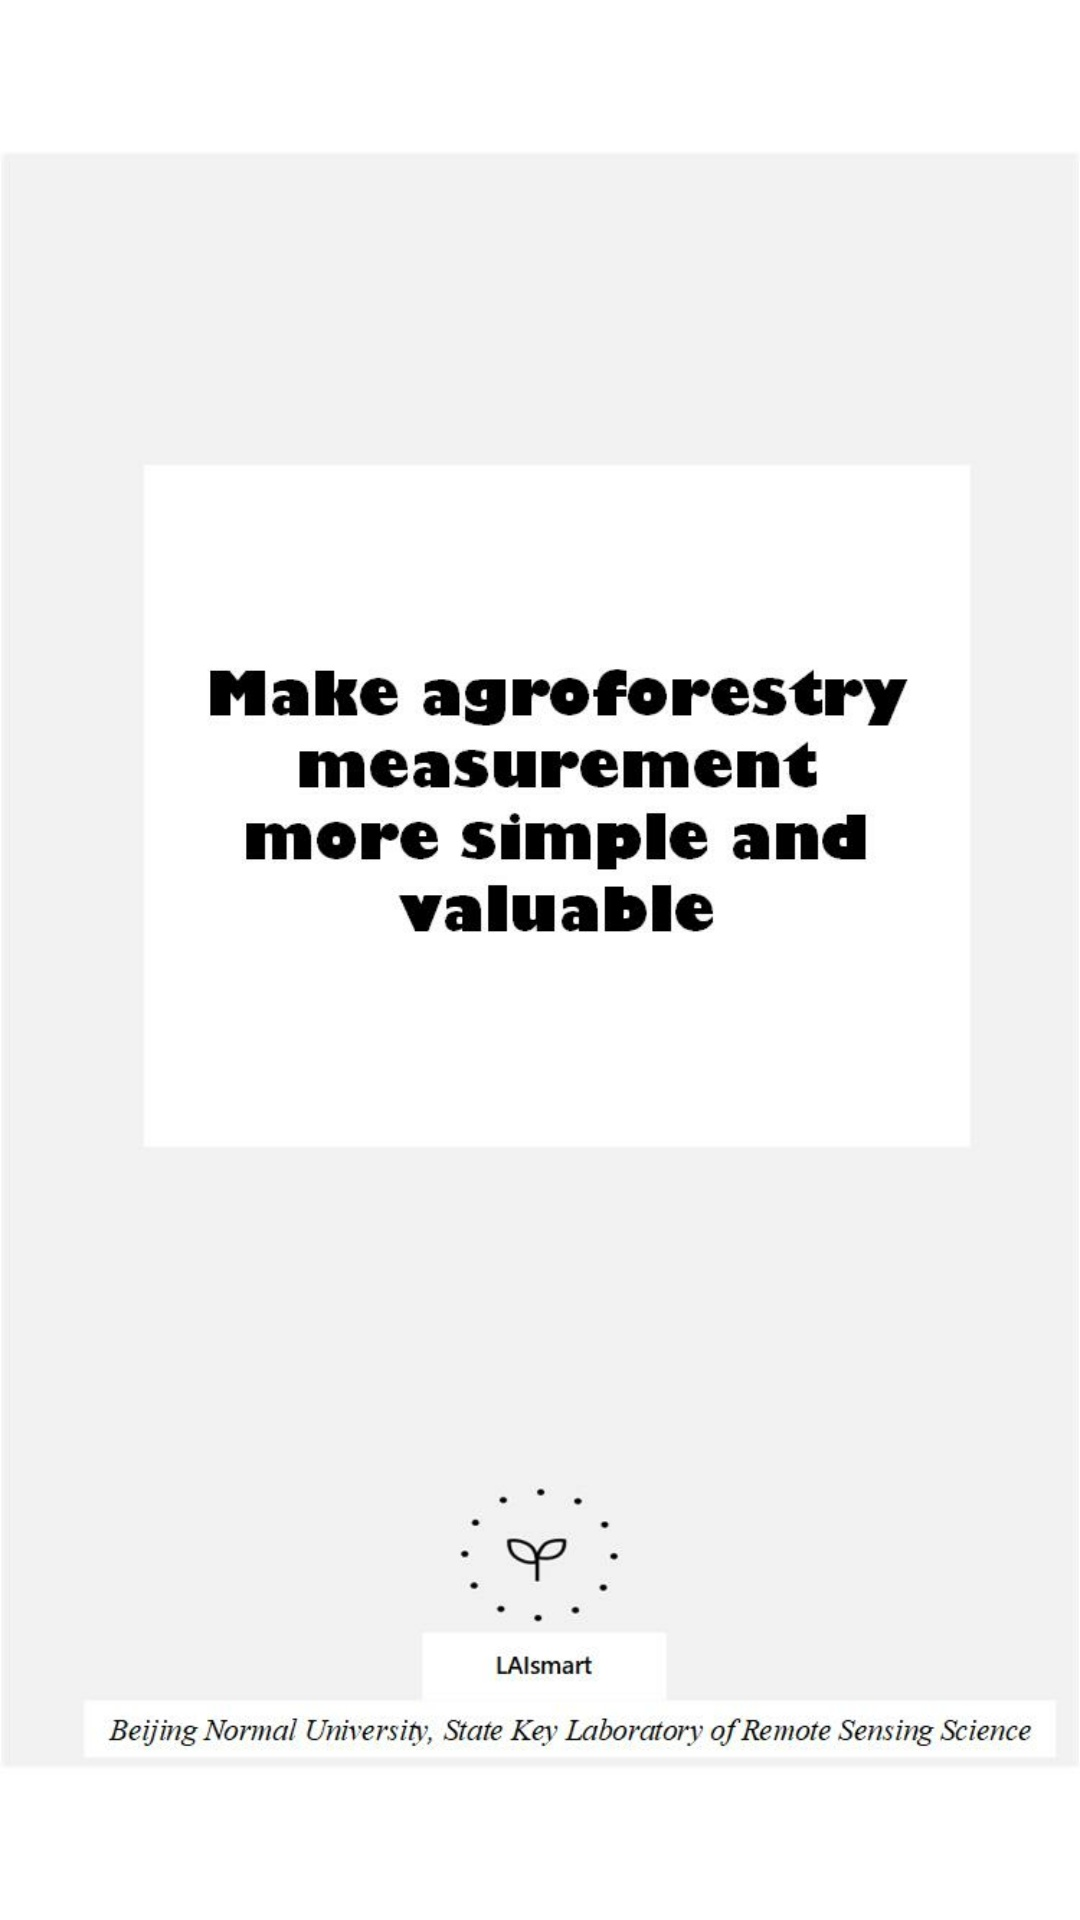 Make agroforestry
measurement
more simple and
valuable
LAIsmart
Beijing Normal University, State Key Laboratory of Remote Sensing Science